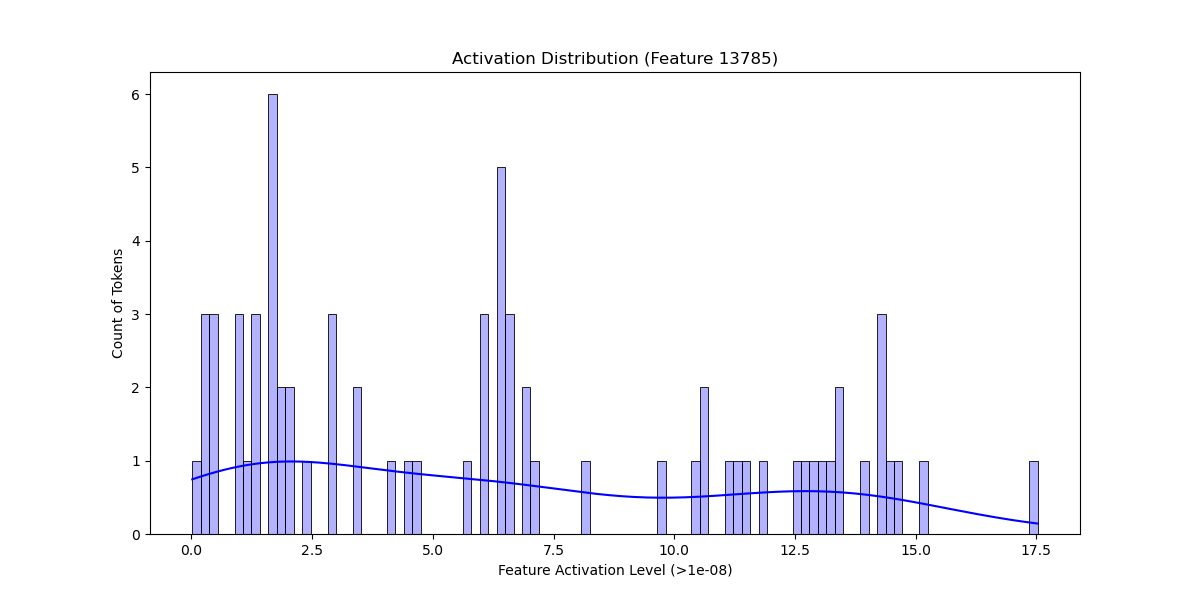 Activation Distribution (Feature 13785)
Count of Tokens
6
5
4
3
2
1
0
0.0 2.5 5.0 7.5 10.0 12.5 15.0 17.5
Feature Activation Level (>1e-08)